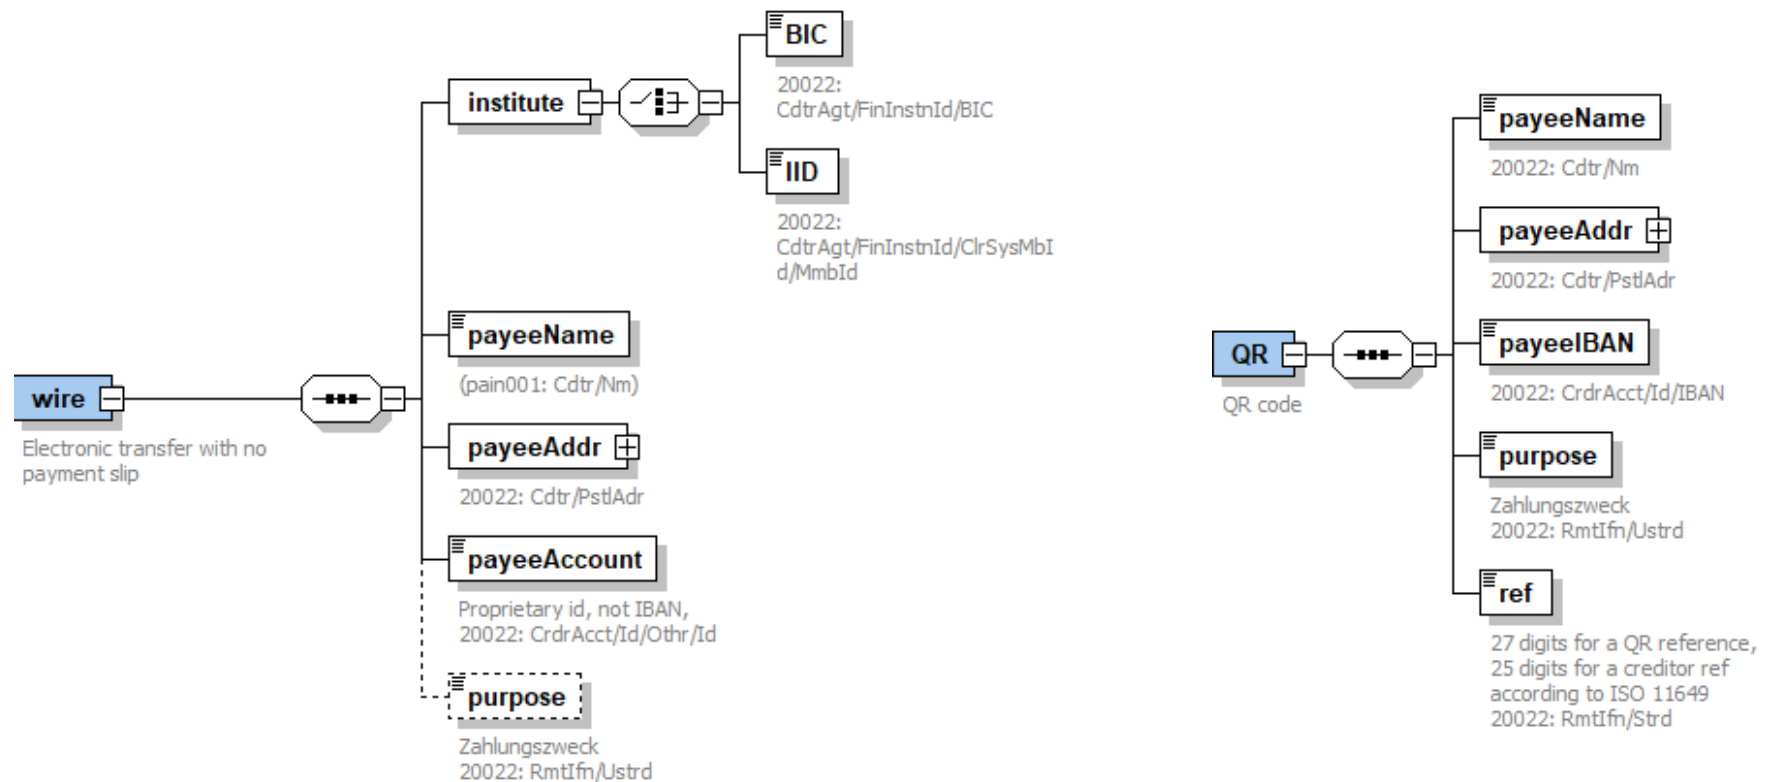 BIC
20022:
CdtrAgt/FinInstnId/BIC
institute
IID
20022:
CdtrAgt/FinInstnId/ClrSysMbI
d/MmbId
payeeName
(pain001: Cdtr/Nm)
wire
Electronic transfer with no
payment slip
payeeAddr
20022: Cdtr/PstlAdr
payeeAccount
Proprietary id, not IBAN,
20022: CrdrAcct/Id/Othr/Id
purpose
Zahlungszweck
20022: RmtIfn/Ustrd
payeeName
20022: Cdtr/Nm
payeeAddr
20022: Cdtr/PstlAdr
QR
QR code
payeeIBAN
20022: CrdrAcct/Id/IBAN
purpose
Zahlungszweck
20022: RmtIfn/Ustrd
ref
27 digits for a QR reference,
25 digits for a creditor ref
according to ISO 11649
20022: RmtIfn/Strd